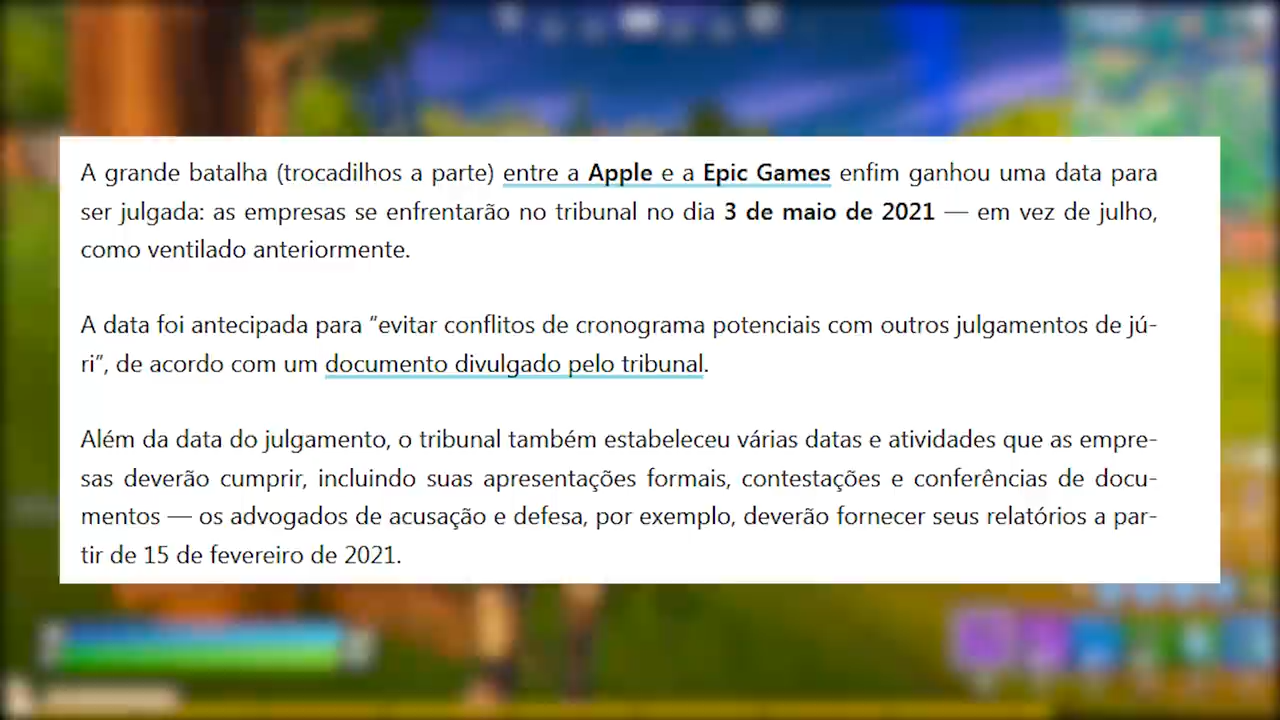 A grande batalha (trocadilhos a parte) entre a Apple e a Epic Games enfim ganhou uma data para
ser julgada: as empresas se enfrentarão no tribunal no dia 3 de maio de 2021 — em vez de julho,
como ventilado anteriormente.
A data foi antecipada para “evitar conflitos de cronograma potenciais com outros julgamentos de jú-
ri”, de acordo com um documento divulgado pelo tribunal.
Além da data do julgamento, o tribunal também estabeleceu várias datas e atividades que as empre-
sas deverão cumprir, incluindo suas apresentações formais, contestações e conferências de docu-
mentos — os advogados de acusação e defesa, por exemplo, deverão fornecer seus relatórios a par-
tir de 15 de fevereiro de 2021.